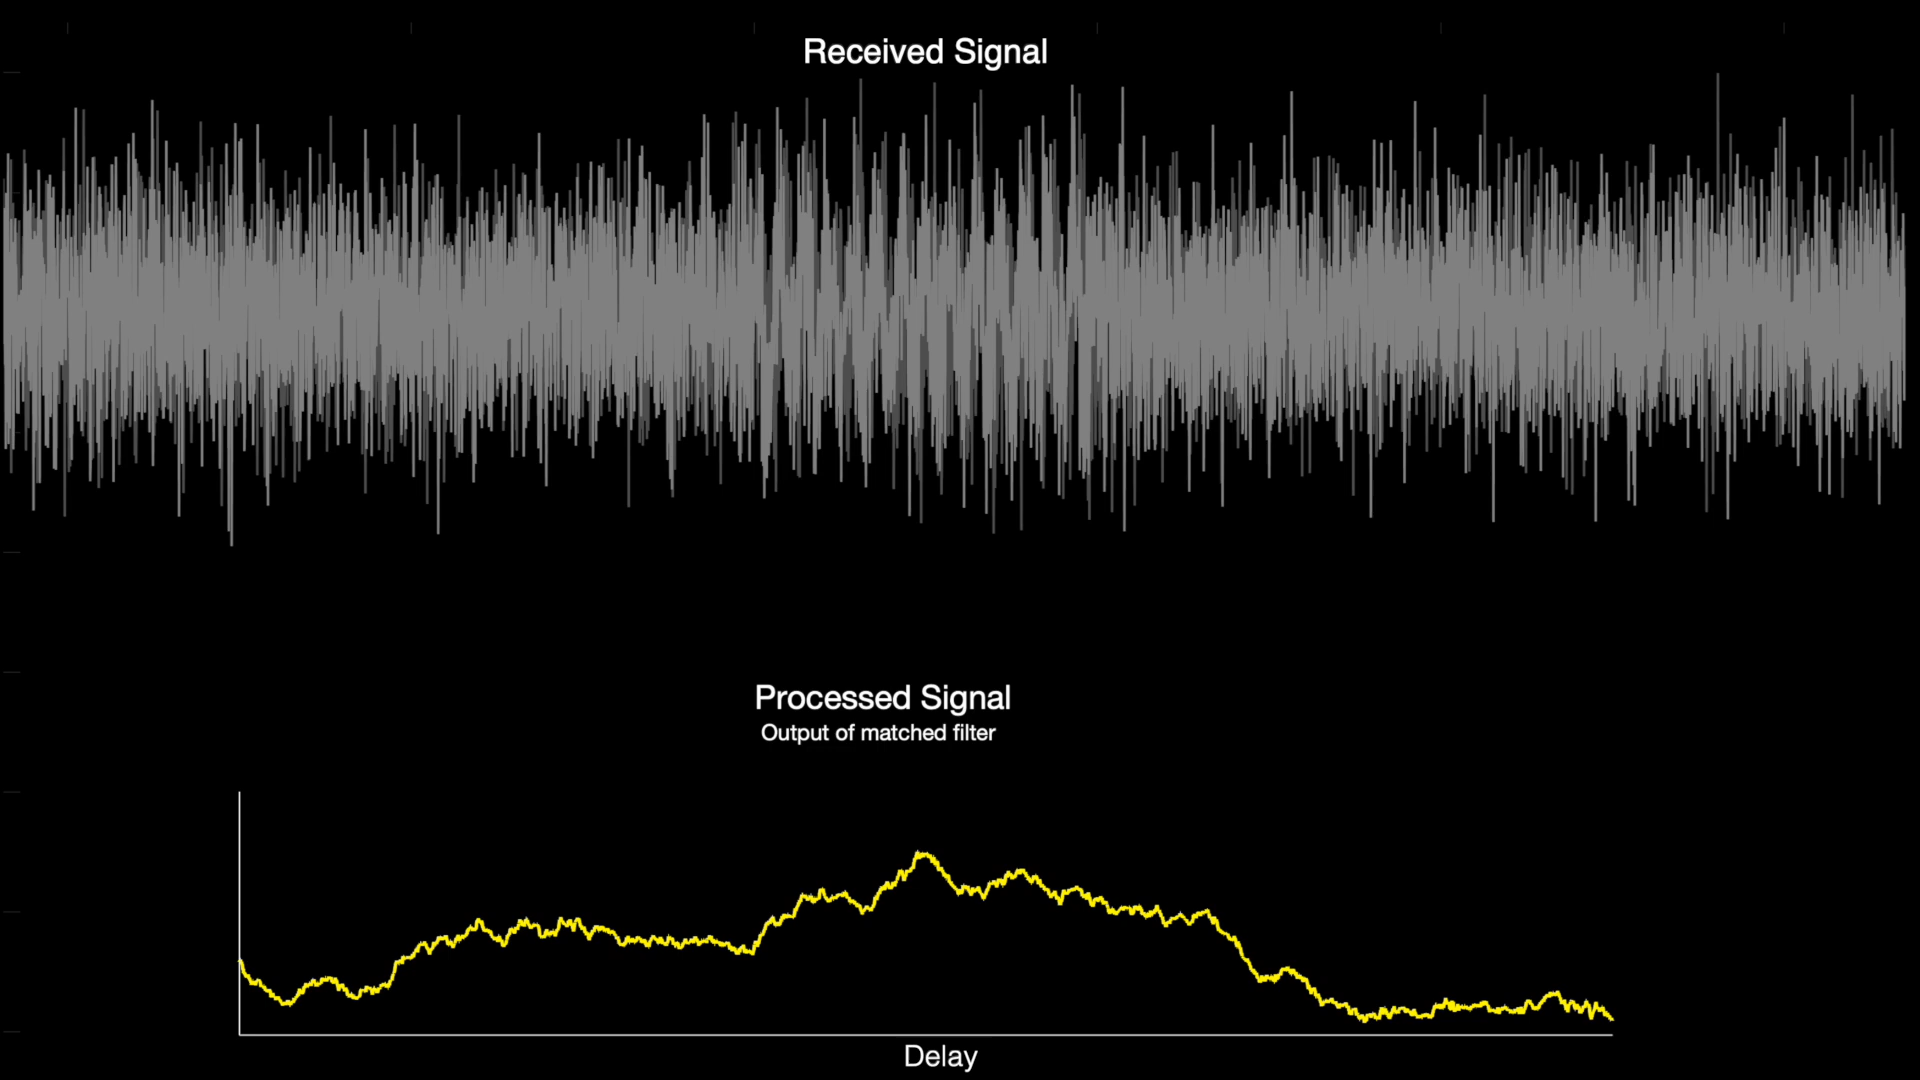 Received Signal
Processed Signal
Output of matched filter
Delay